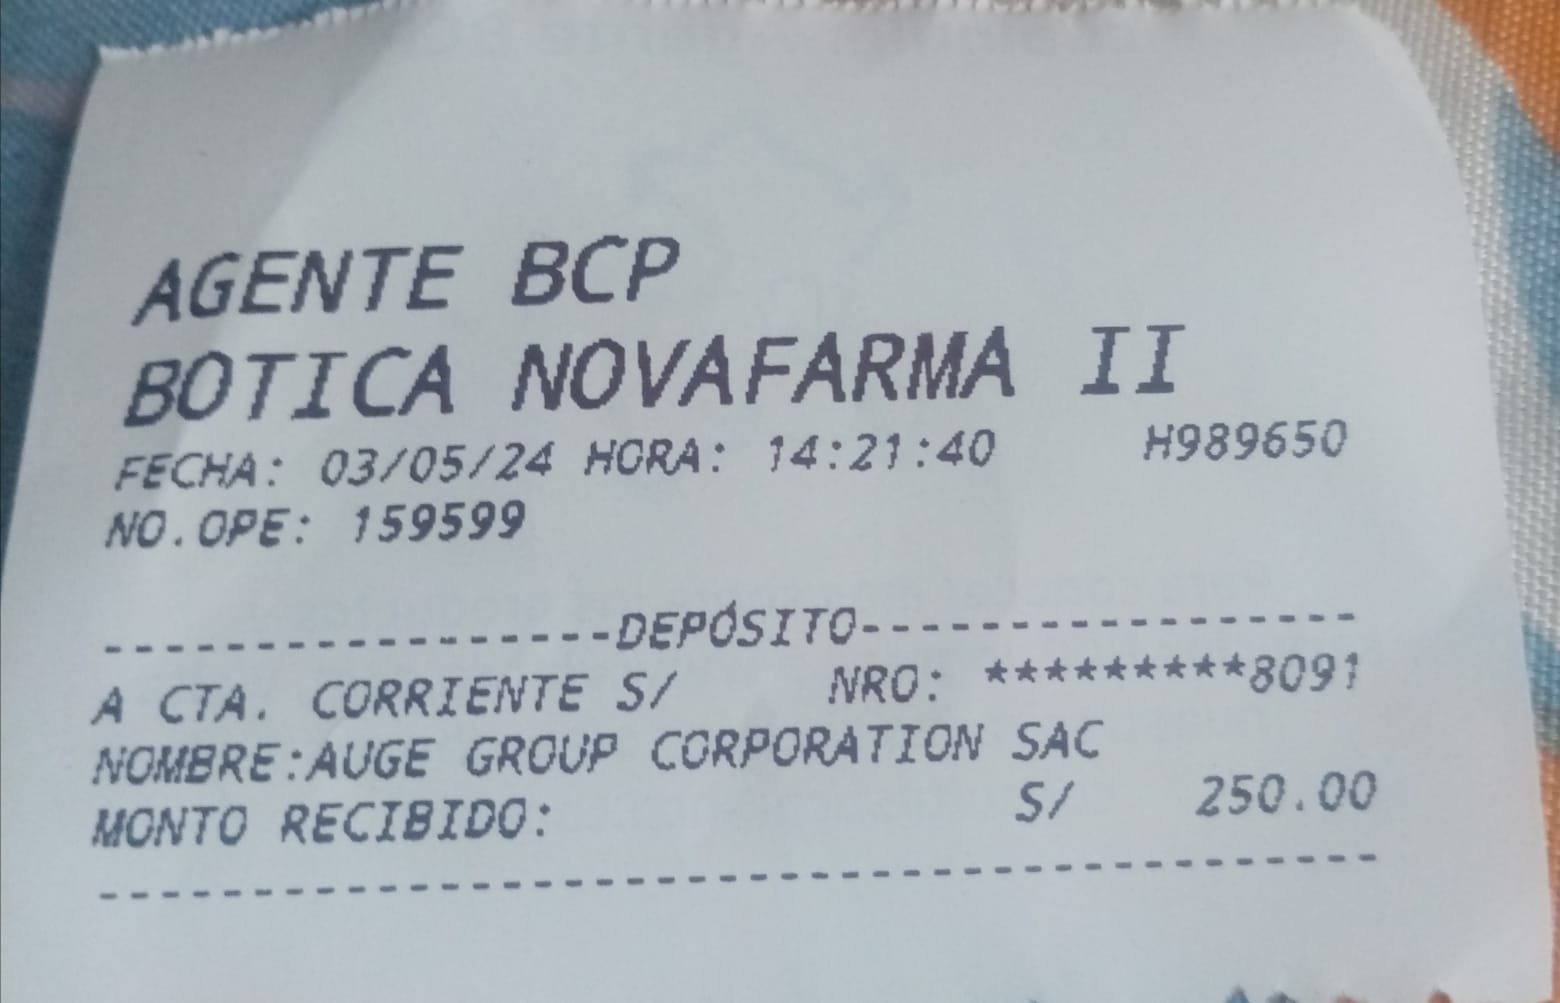 AGENTE BCP
BOTICA NOVAFARMA II
FECHA: 03/05/24 HORA: 14:21:40 H989650
NO.OPE: 159599
-----------------DEPÓSITO-----------------
A CTA. CORRIENTE S/ NRO: *********8091
NOMBRE:AUGE GROUP CORPORATION SAC
MONTO RECIBIDO: S/ 250.00
------------------------------------------